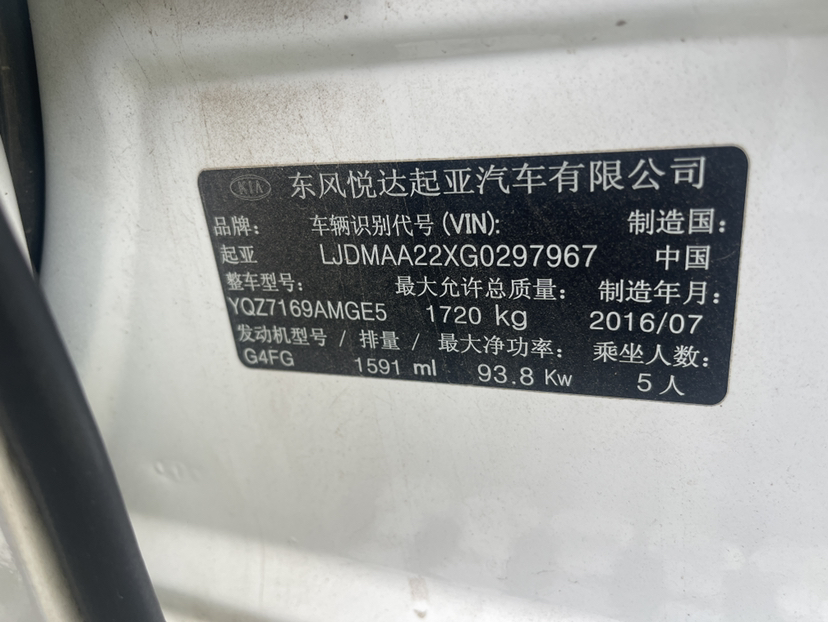 KIA 东风悦达起亚汽车有限公司
品牌： 车辆识别代号 (VIN): 制造国：
起亚 LJDMAA22XG0297967 中国
整车型号： 最大允许总质量： 制造年月：
YQZ7169AMGE5 1720 kg 2016/07
发动机型号 / 排量 / 最大净功率： 乘坐人数：
G4FG 1591 ml 93.8 Kw 5 人